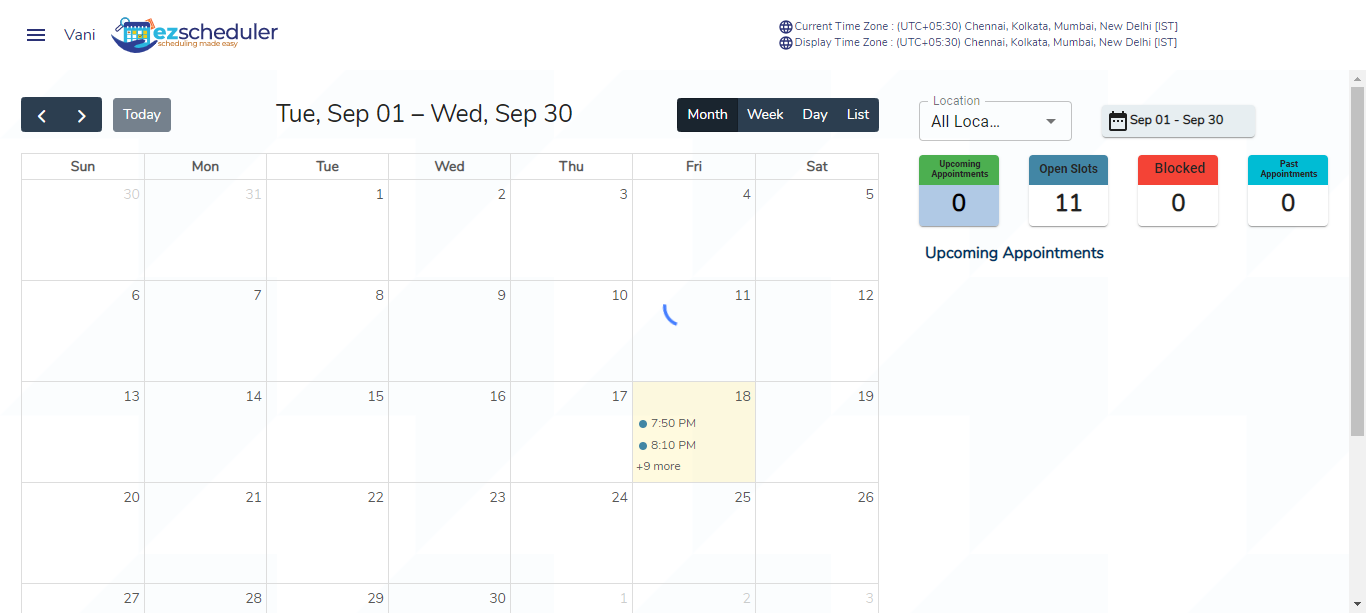 Vani
ezscheduler
scheduling made easy
Current Time Zone : (UTC+05:30) Chennai, Kolkata, Mumbai, New Delhi [IST]
Display Time Zone : (UTC+05:30) Chennai, Kolkata, Mumbai, New Delhi [IST]
Today
Tue, Sep 01 – Wed, Sep 30
Month Week Day List
Location
All Loca...
Sep 01 - Sep 30
Upcoming Appointments
0
Open Slots
11
Blocked
0
Past Appointments
0
Upcoming Appointments
Sun Mon Tue Wed Thu Fri Sat
30 31 1 2 3 4 5
6 7 8 9 10 11 12
13 14 15 16 17 18 19
7:50 PM
8:10 PM
+9 more
20 21 22 23 24 25 26
27 28 29 30 1 2 3